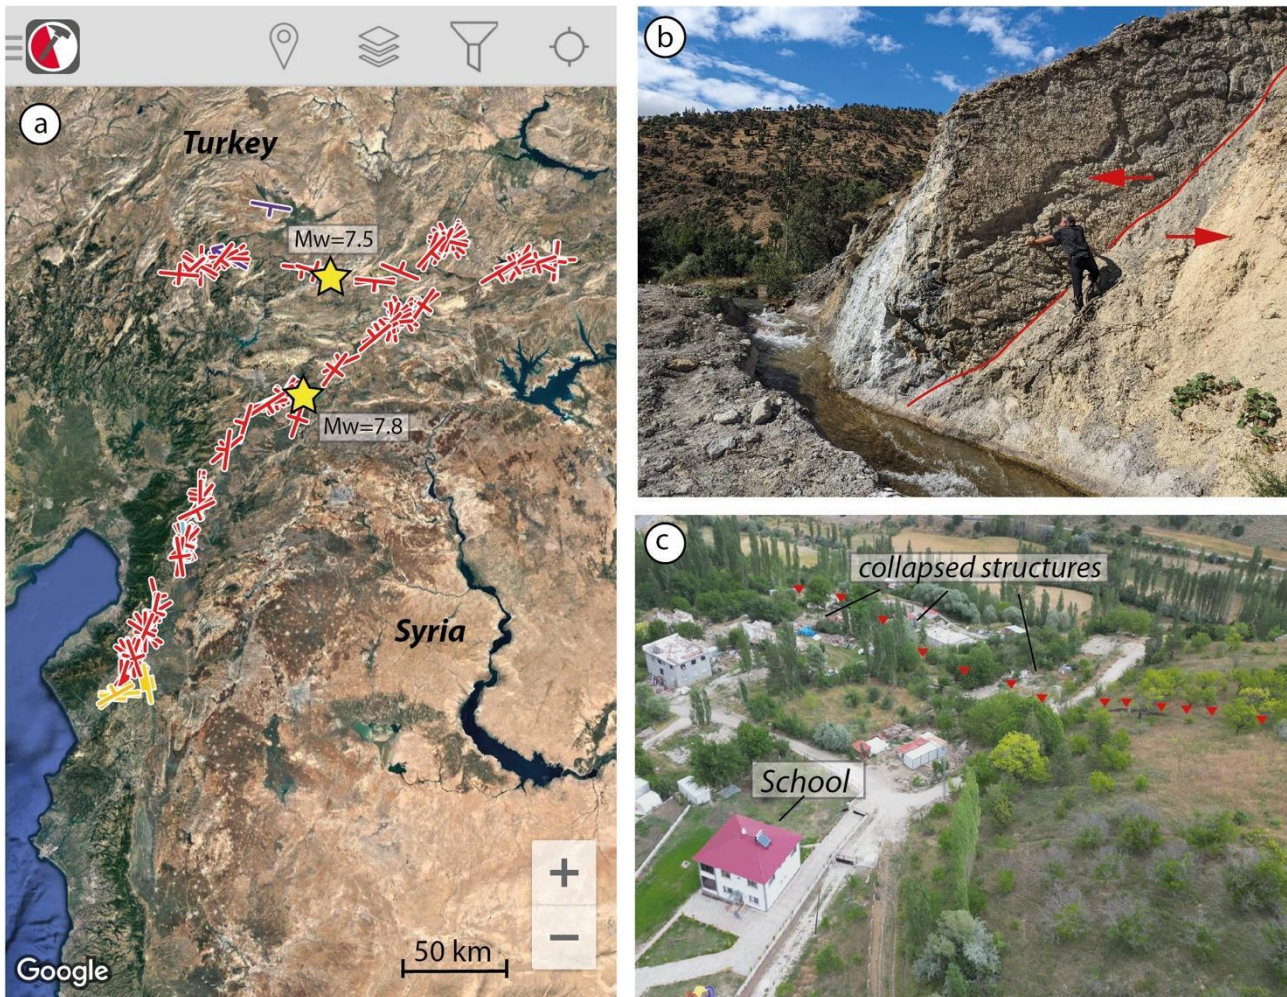 a
Turkey
Mw=7.5
Mw=7.8
Syria
50 km
+
−
Google
b
c
collapsed structures
School